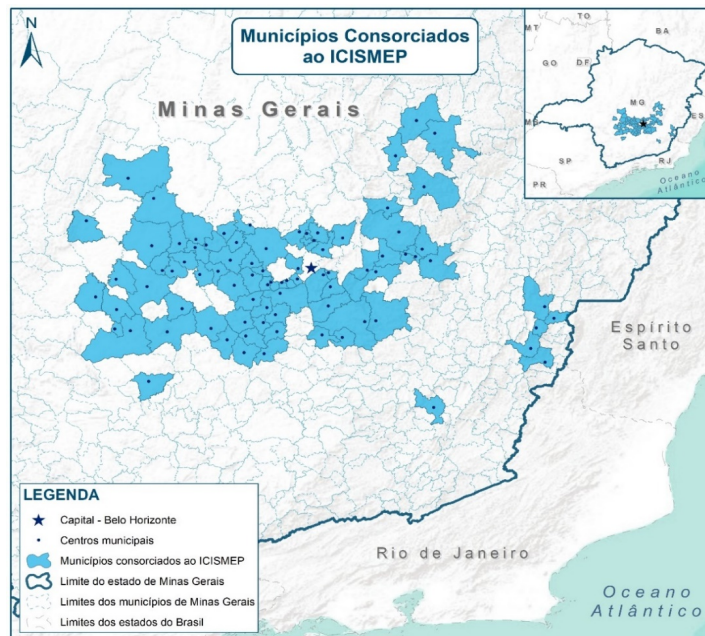 N
Municípios Consorciados
ao ICISMEP
Minas Gerais
TO
MT
BA
GO
DF
MG
ES
SP
RJ
PR
Oceano
Atlântico
Espírito
Santo
Rio de Janeiro
Oceano
Atlântico
LEGENDA
Capital - Belo Horizonte
Centros municipais
Municípios consorciados ao ICISMEP
Limite do estado de Minas Gerais
Limites dos municípios de Minas Gerais
Limites dos estados do Brasil